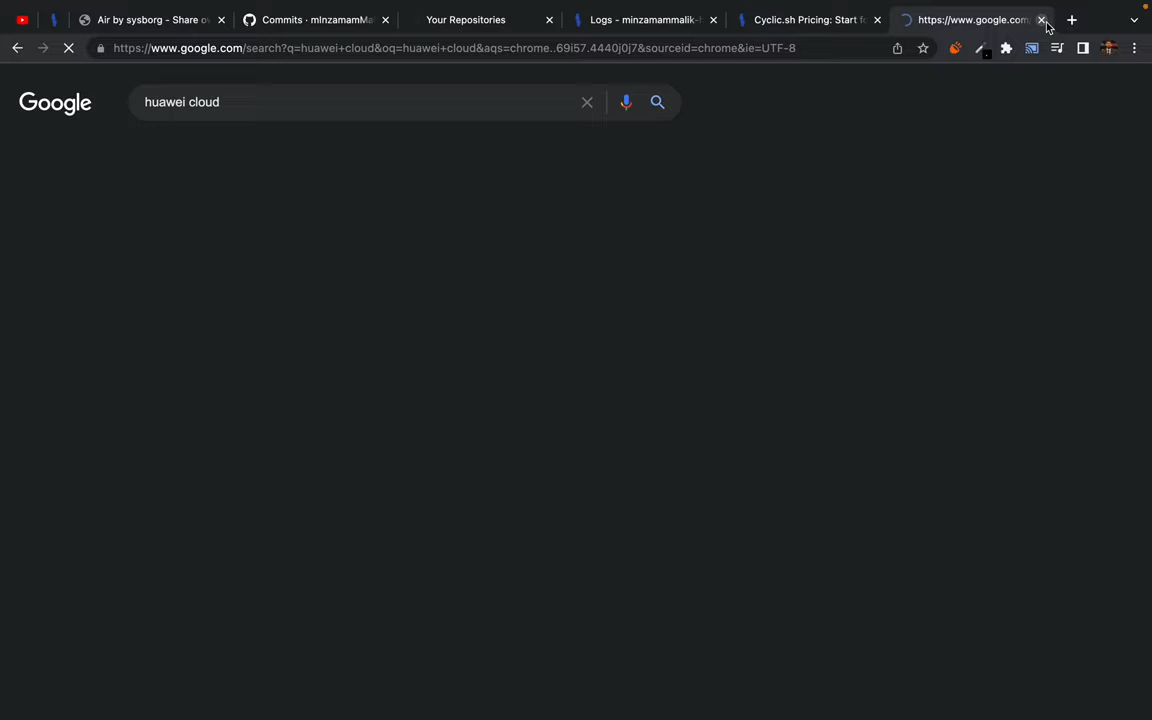 Air by sysborg - Share ov
Commits · mInzamamMa
Your Repositories
Logs - minzamammalik-
Cyclic.sh Pricing: Start f
https://www.google.com
https://www.google.com/search?q=huawei+cloud&oq=huawei+cloud&aqs=chrome..69i57.4440j0j7&sourceid=chrome&ie=UTF-8
Google
huawei cloud